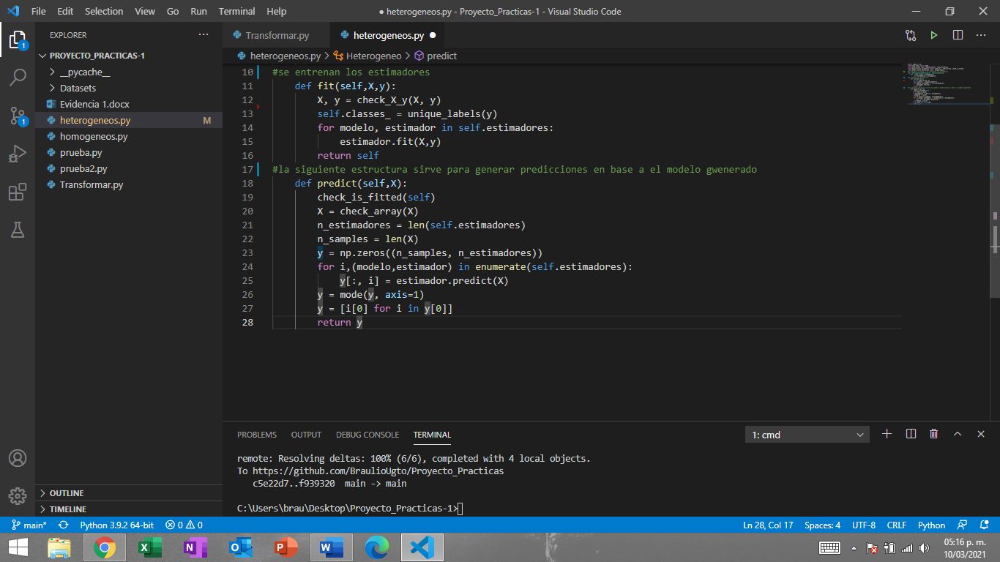 File Edit Selection View Go Run Terminal Help ● heterogeneos.py - Proyecto_Practicas-1 - Visual Studio Code
EXPLORER
PROYECTO_PRACTICAS-1
__pycache__
Datasets
Evidencia 1.docx
heterogeneos.py M
homogeneos.py
prueba.py
prueba2.py
Transformar.py
OUTLINE
TIMELINE
1
1
Transformar.py heterogeneos.py ●
heterogeneos.py > Heterogeneo > predict
10 #se entrenan los estimadores
11 def fit(self,X,y):
12 X, y = check_X_y(X, y)
13 self.classes_ = unique_labels(y)
14 for modelo, estimador in self.estimadores:
15 estimador.fit(X,y)
16 return self
17 #la siguiente estructura sirve para generar predicciones en base a el modelo gwenerado
18 def predict(self,X):
19 check_is_fitted(self)
20 X = check_array(X)
21 n_estimadores = len(self.estimadores)
22 n_samples = len(X)
23 y = np.zeros((n_samples, n_estimadores))
24 for i,(modelo,estimador) in enumerate(self.estimadores):
25 y[:, i] = estimador.predict(X)
26 y = mode(y, axis=1)
27 y = [i[0] for i in y[0]]
28 return y
PROBLEMS OUTPUT DEBUG CONSOLE TERMINAL 1: cmd
remote: Resolving deltas: 100% (6/6), completed with 4 local objects.
To https://github.com/BraulioUgto/Proyecto_Practicas
c5e22d7..f939320 main -> main
C:\Users\brau\Desktop\Proyecto_Practicas-1>
main* Python 3.9.2 64-bit 0 0 Ln 28, Col 17 Spaces: 4 UTF-8 CRLF Python
05:16 p. m.
10/03/2021